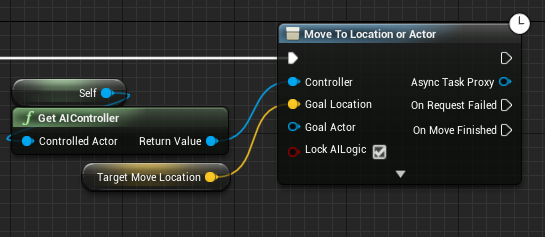 Move To Location or Actor
Self
Controller
Async Task Proxy
f Get AIController
Goal Location
On Request Failed
Controlled Actor
Return Value
Goal Actor
On Move Finished
Target Move Location
Lock AILogic